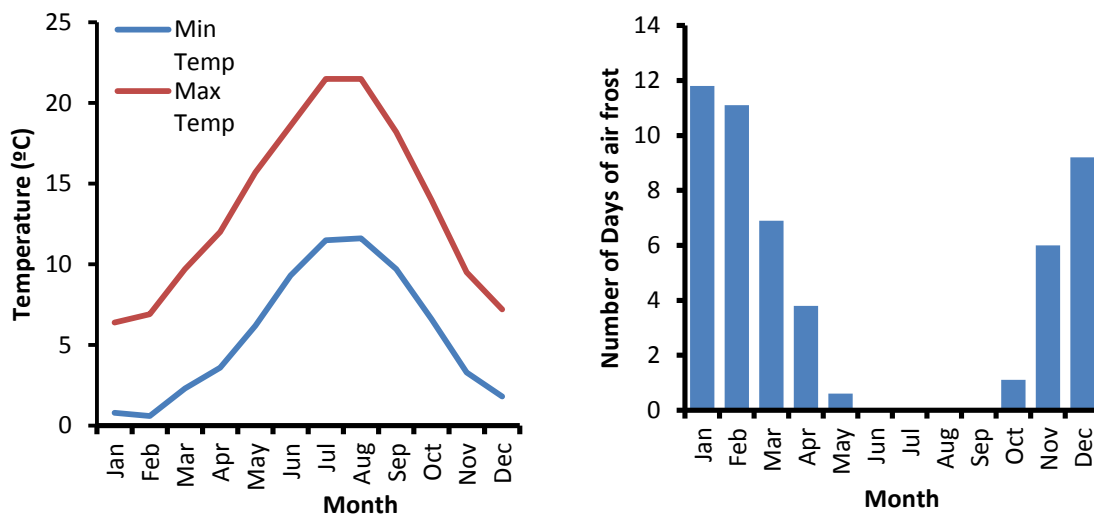 25
20
15
10
5
0
Temperature (ºC)
Min
Temp
Max
Temp
Jan
Feb
Mar
Apr
May
Jun
Jul
Aug
Sep
Oct
Nov
Dec
Month
14
12
10
8
6
4
2
0
Number of Days of air frost
Jan
Feb
Mar
Apr
May
Jun
Jul
Aug
Sep
Oct
Nov
Dec
Month